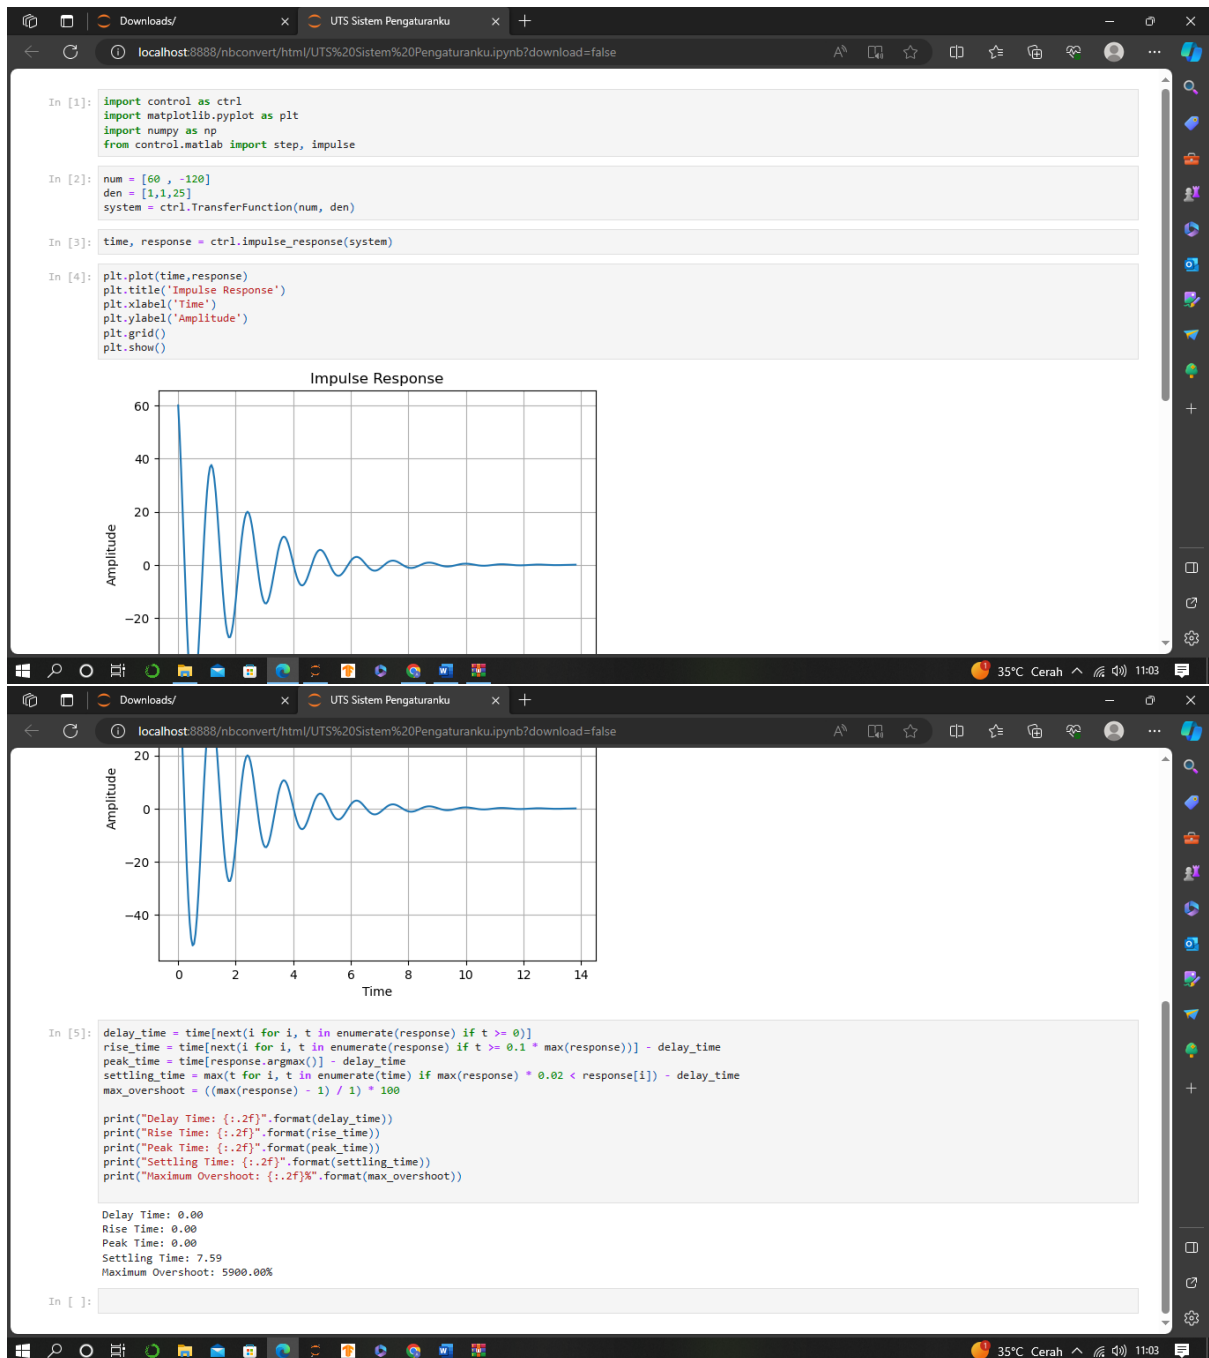 Downloads/
UTS Sistem Pengaturanku
localhost:8888/nbconvert/html/UTS%20Sistem%20Pengaturanku.ipynb?download=false
In [1]: import control as ctrl
import matplotlib.pyplot as plt
import numpy as np
from control.matlab import step, impulse
In [2]: num = [60 , -120]
den = [1,1,25]
system = ctrl.TransferFunction(num, den)
In [3]: time, response = ctrl.impulse_response(system)
In [4]: plt.plot(time,response)
plt.title('Impulse Response')
plt.xlabel('Time')
plt.ylabel('Amplitude')
plt.grid()
plt.show()
Impulse Response
60
40
20
0
−20
Amplitude
35°C Cerah 11:03
Downloads/
UTS Sistem Pengaturanku
localhost:8888/nbconvert/html/UTS%20Sistem%20Pengaturanku.ipynb?download=false
20
0
−20
−40
Amplitude
0 2 4 6 8 10 12 14
Time
In [5]: delay_time = time[next(i for i, t in enumerate(response) if t >= 0)]
rise_time = time[next(i for i, t in enumerate(response) if t >= 0.1 * max(response))] - delay_time
peak_time = time[response.argmax()] - delay_time
settling_time = max(t for i, t in enumerate(time) if max(response) * 0.02 < response[i]) - delay_time
max_overshoot = ((max(response) - 1) / 1) * 100
print("Delay Time: {:.2f}".format(delay_time))
print("Rise Time: {:.2f}".format(rise_time))
print("Peak Time: {:.2f}".format(peak_time))
print("Settling Time: {:.2f}".format(settling_time))
print("Maximum Overshoot: {:.2f}%".format(max_overshoot))
Delay Time: 0.00
Rise Time: 0.00
Peak Time: 0.00
Settling Time: 7.59
Maximum Overshoot: 5900.00%
In [ ]:
35°C Cerah 11:03